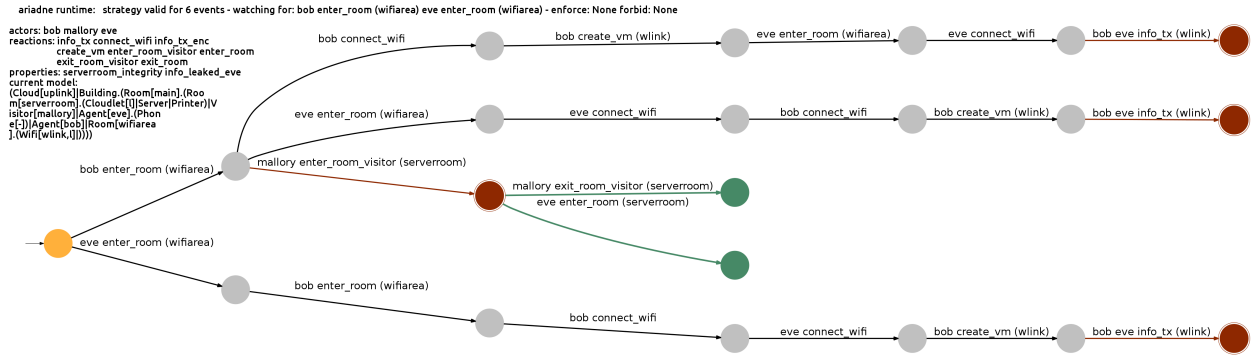 ariadne runtime: strategy valid for 6 events - watching for: bob enter_room (wifiarea) eve enter_room (wifiarea) - enforce: None forbid: None
actors: bob mallory eve
reactions: info_tx connect_wifi info_tx_enc
create_vm enter_room_visitor enter_room
exit_room_visitor exit_room
properties: serverroom_integrity info_leaked_eve
current model:
(Cloud[uplink]|Building.(Room[main].(Roo
m[serverroom].(Cloudlet[l]|Server|Printer)|V
isitor[mallory]|Agent[eve].(Phon
e[-])|Agent[bob]|Room[wifiarea
].(Wifi[wlink,l]|))))
bob connect_wifi
bob create_vm (wlink)
eve enter_room (wifiarea)
eve connect_wifi
bob eve info_tx (wlink)
eve enter_room (wifiarea)
eve connect_wifi
bob connect_wifi
bob create_vm (wlink)
bob eve info_tx (wlink)
bob enter_room (wifiarea)
mallory enter_room_visitor (serverroom)
mallory exit_room_visitor (serverroom)
eve enter_room (serverroom)
eve enter_room (wifiarea)
bob enter_room (wifiarea)
bob connect_wifi
eve connect_wifi
bob create_vm (wlink)
bob eve info_tx (wlink)